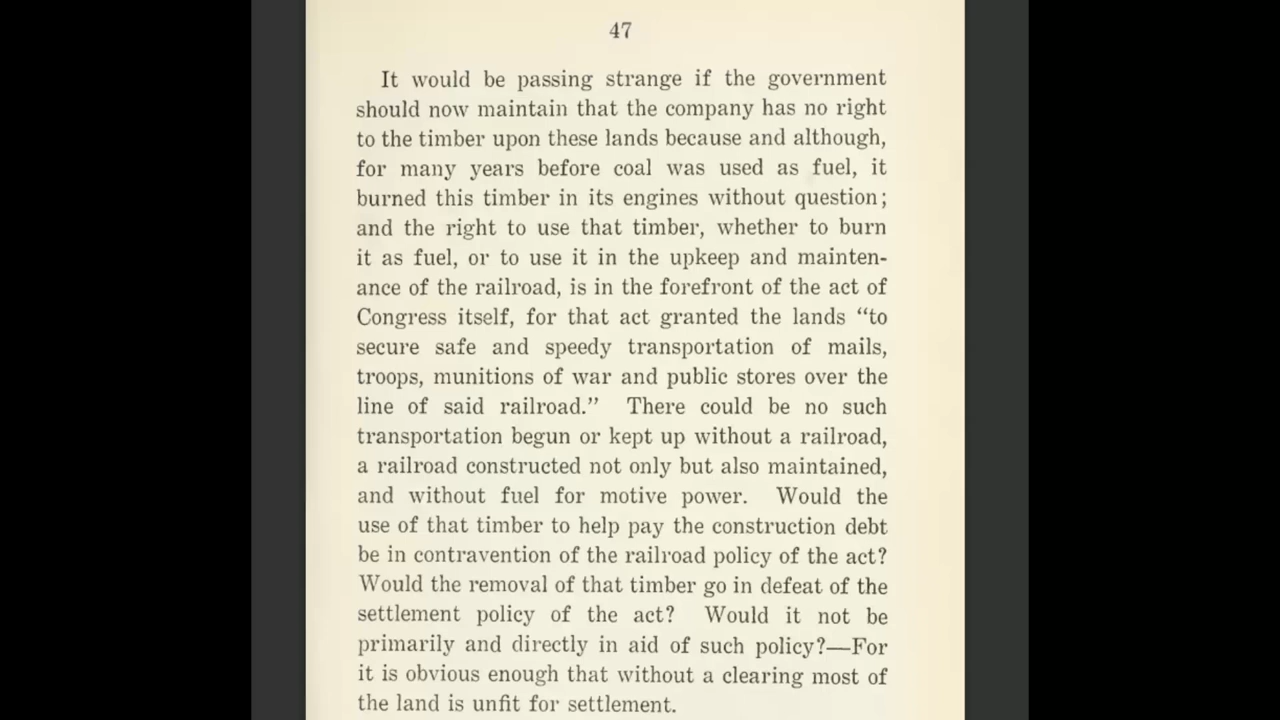 47
It would be passing strange if the government
should now maintain that the company has no right
to the timber upon these lands because and although,
for many years before coal was used as fuel, it
burned this timber in its engines without question;
and the right to use that timber, whether to burn
it as fuel, or to use it in the upkeep and mainten-
ance of the railroad, is in the forefront of the act of
Congress itself, for that act granted the lands “to
secure safe and speedy transportation of mails,
troops, munitions of war and public stores over the
line of said railroad.” There could be no such
transportation begun or kept up without a railroad,
a railroad constructed not only but also maintained,
and without fuel for motive power. Would the
use of that timber to help pay the construction debt
be in contravention of the railroad policy of the act?
Would the removal of that timber go in defeat of the
settlement policy of the act? Would it not be
primarily and directly in aid of such policy?—For
it is obvious enough that without a clearing most of
the land is unfit for settlement.